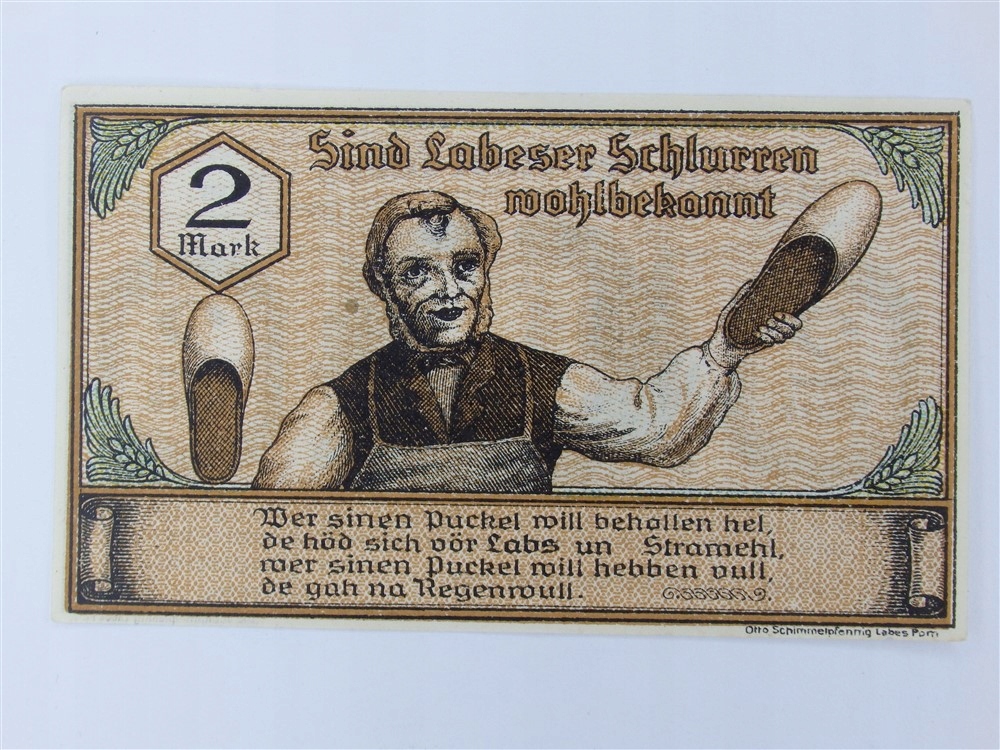 2
Mark
Sind Labeser Schlurren
wohlbekannt
Wer sinen Puckel will behollen hel,
de höd sich vör Labs un Stramehl,
wer sinen Puckel will hebben vull,
de gah na Regenwull.
Otto Schimmelpfennig Labes Pom